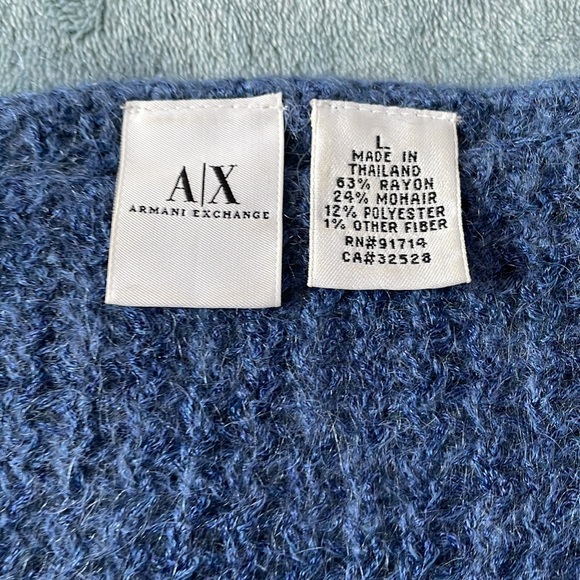 A|X
ARMANI EXCHANGE
L
MADE IN
THAILAND
63% RAYON
24% MOHAIR
12% POLYESTER
1% OTHER FIBER
RN#91714
CA#32528